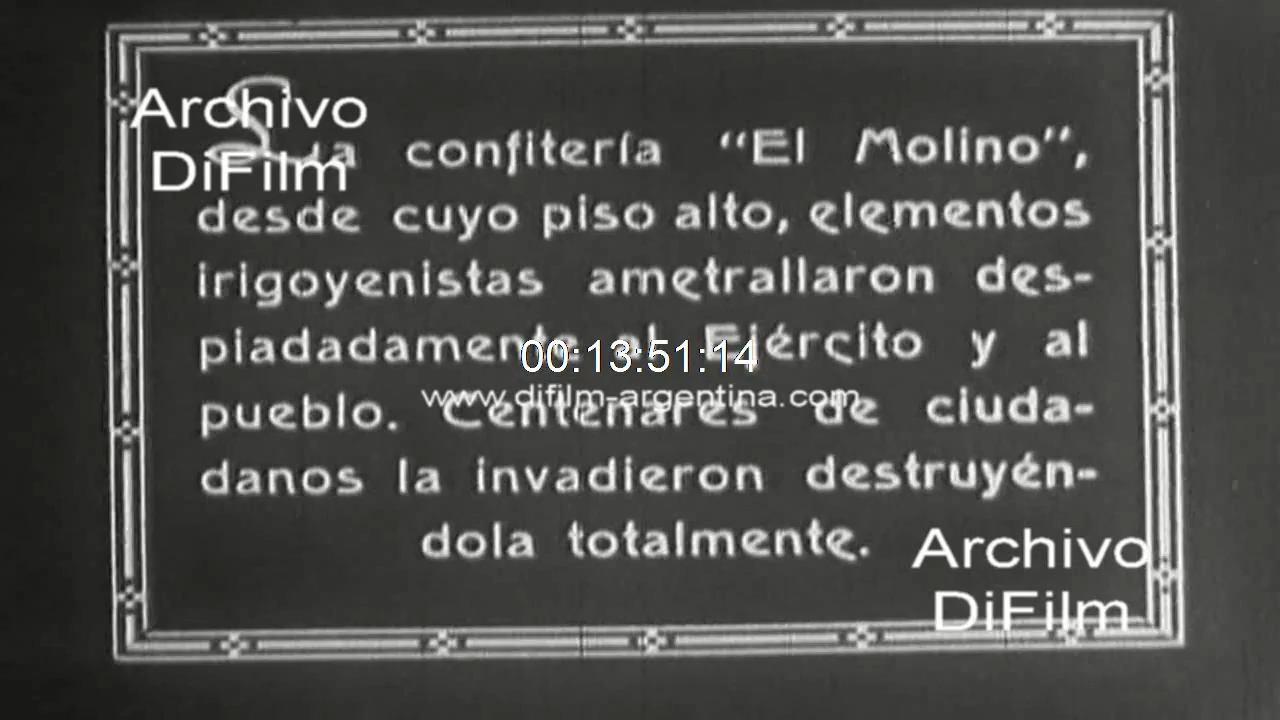 Archivo
DiFilm
La confitería "El Molino",
desde cuyo piso alto, elementos
irigoyenistas ametrallaron des-
piadadamente al Ejército y al
00:13:51:14
www.difilm-argentina.com
pueblo. Centenares de ciuda-
danos la invadieron destruyén-
dola totalmente.
Archivo
DiFilm